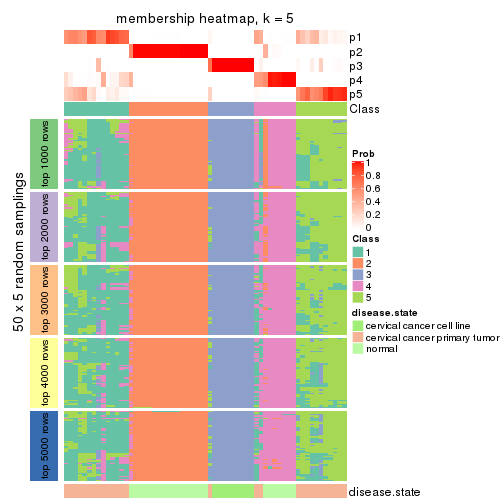 membership heatmap, k = 5
p1
p2
p3
p4
p5
Class
50 x 5 random samplings
top 1000 rows
top 2000 rows
top 3000 rows
top 4000 rows
top 5000 rows
Prob
1
0.8
0.6
0.4
0.2
0
Class
1
2
3
4
5
disease.state
cervical cancer cell line
cervical cancer primary tumor
normal
disease.state